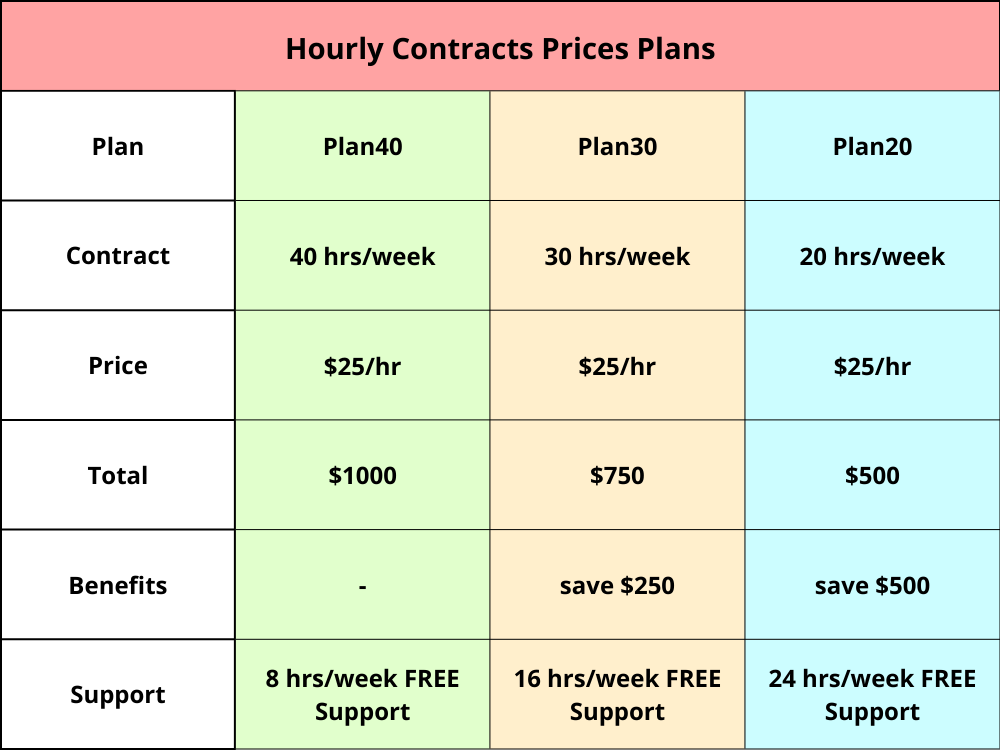 Hourly Contracts Prices Plans
Plan Plan40 Plan30 Plan20
Contract 40 hrs/week 30 hrs/week 20 hrs/week
Price $25/hr $25/hr $25/hr
Total $1000 $750 $500
Benefits - save $250 save $500
Support 8 hrs/week FREE Support 16 hrs/week FREE Support 24 hrs/week FREE Support